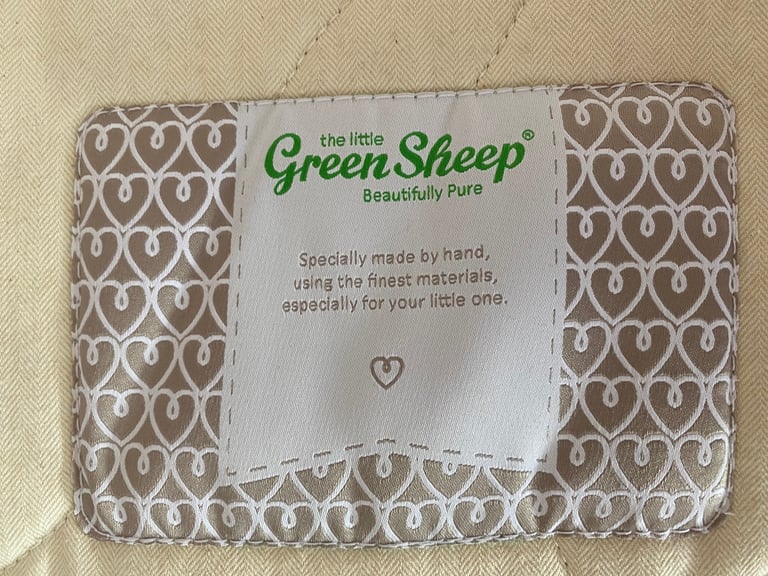 the little
Green Sheep®
Beautifully Pure
Specially made by hand,
using the finest materials,
especially for your little one.